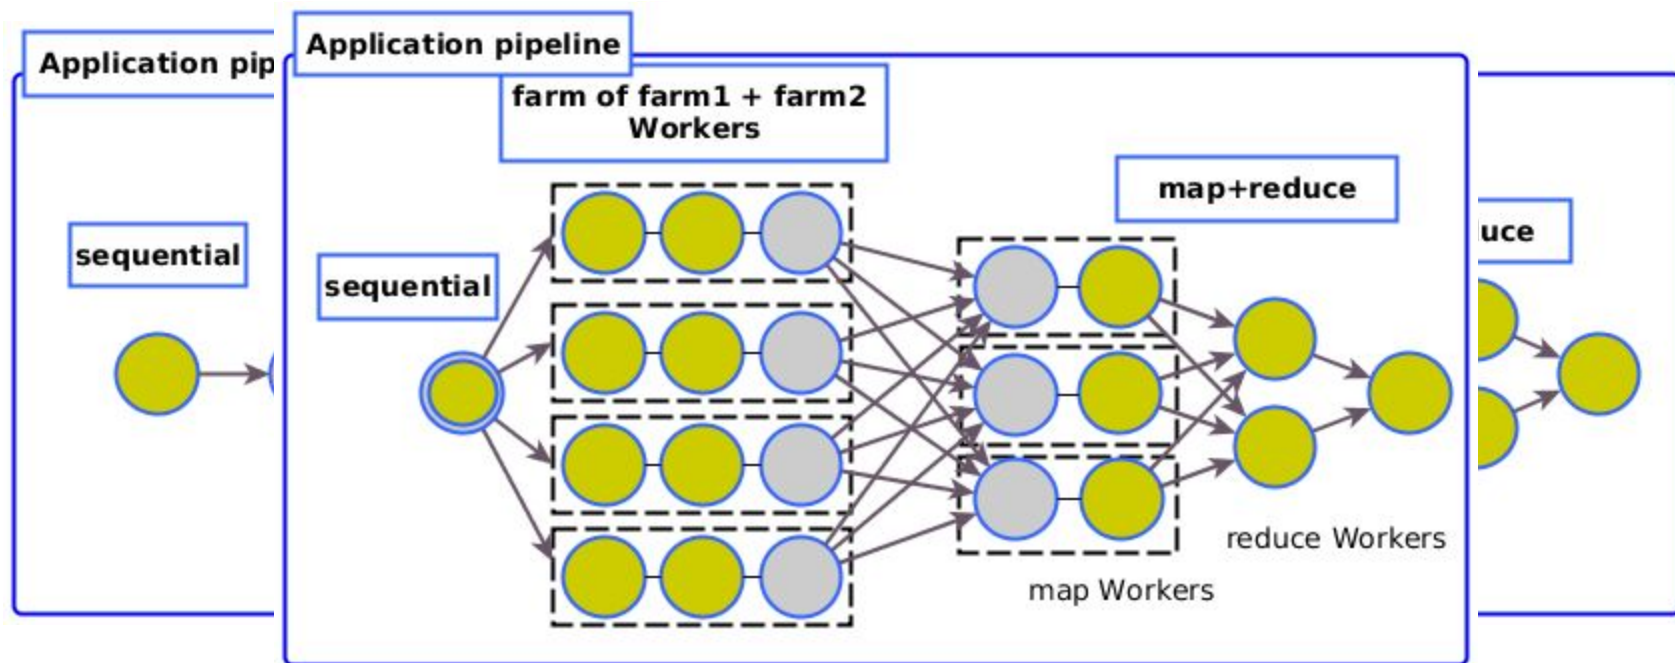 Application pip
Application pipeline
farm of farm1 + farm2
Workers
map+reduce
uce
sequential
sequential
reduce Workers
map Workers